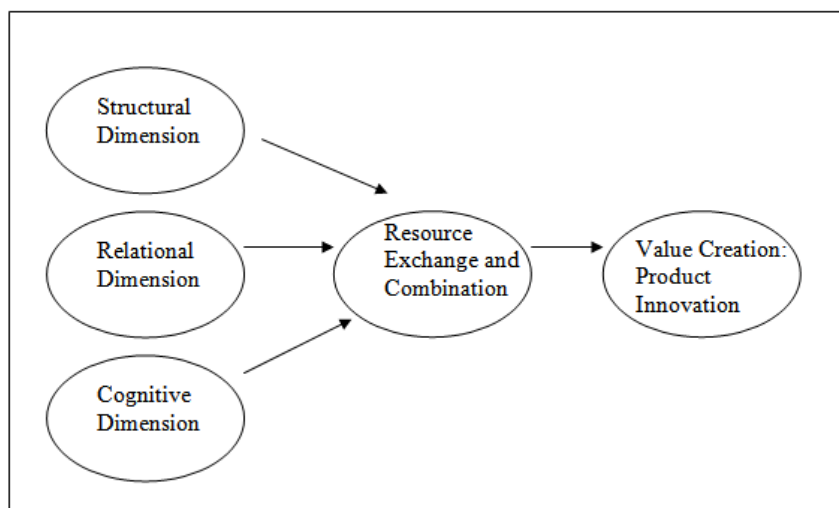 Structural
Dimension
Relational
Dimension
Cognitive
Dimension
Resource
Exchange and
Combination
Value Creation:
Product
Innovation